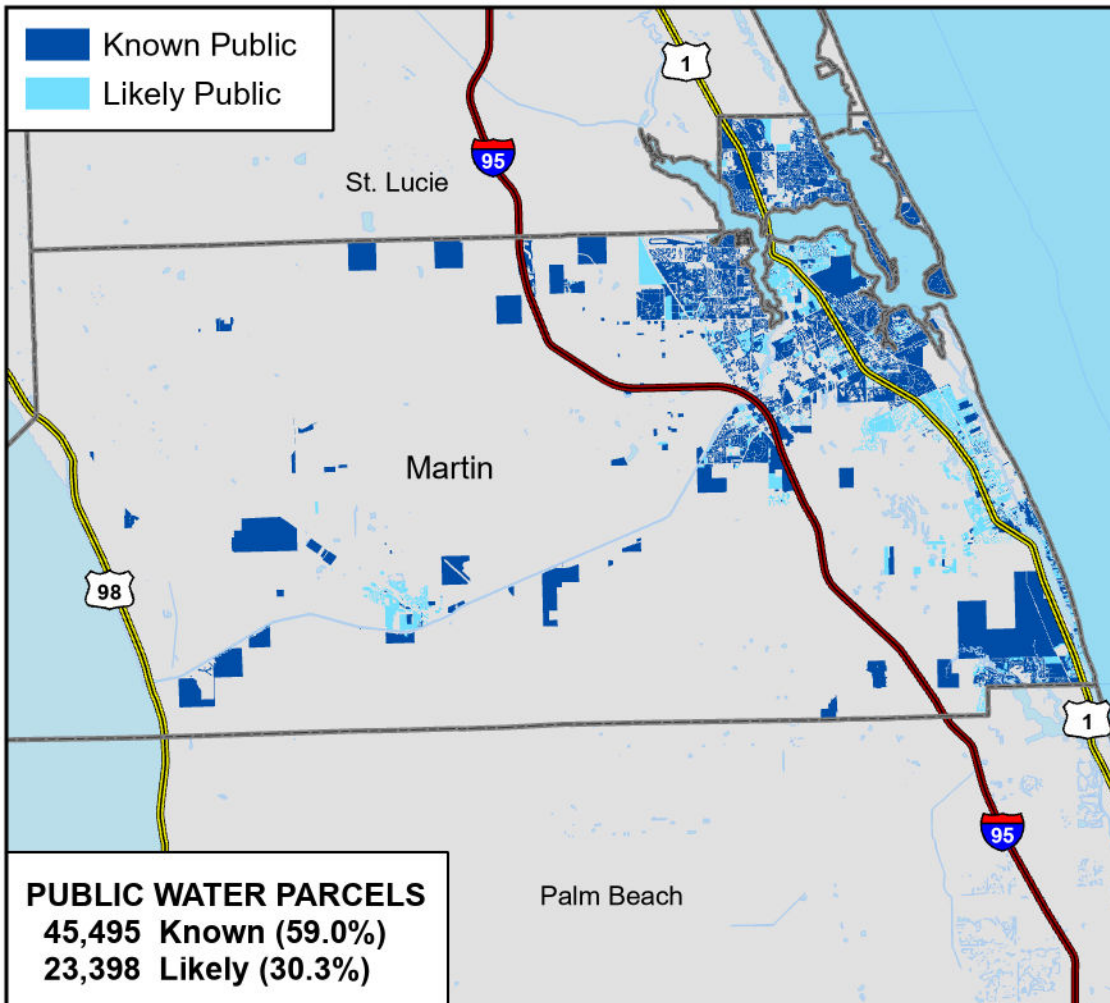 Known Public
Likely Public
1
95
St. Lucie
Martin
98
1
95
Palm Beach
PUBLIC WATER PARCELS
45,495 Known (59.0%)
23,398 Likely (30.3%)